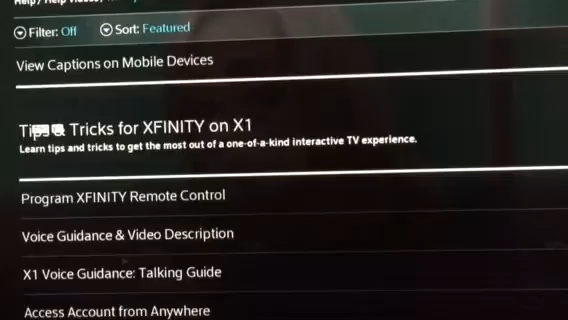 Filter: Off Sort: Featured
View Captions on Mobile Devices
Tips & Tricks for XFINITY on X1
Learn tips and tricks to get the most out of a one-of-a-kind interactive TV experience.
Program XFINITY Remote Control
Voice Guidance & Video Description
X1 Voice Guidance: Talking Guide
Access Account from Anywhere